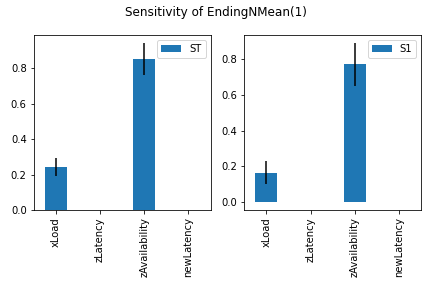 Sensitivity of EndingNMean(1)
ST
0.8
0.6
0.4
0.2
0.0
xLoad
zLatency
zAvailability
newLatency
S1
0.8
0.6
0.4
0.2
0.0
xLoad
zLatency
zAvailability
newLatency